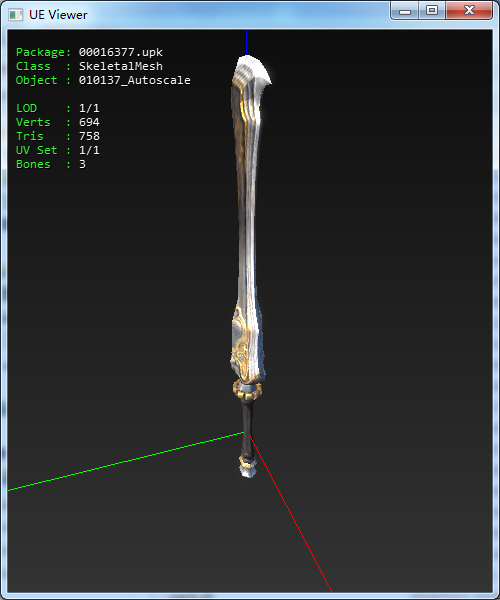 UE Viewer
Package: 00016377.upk
Class  : SkeletalMesh
Object : 010137_Autoscale
LOD    : 1/1
Verts  : 694
Tris   : 758
UV Set : 1/1
Bones  : 3